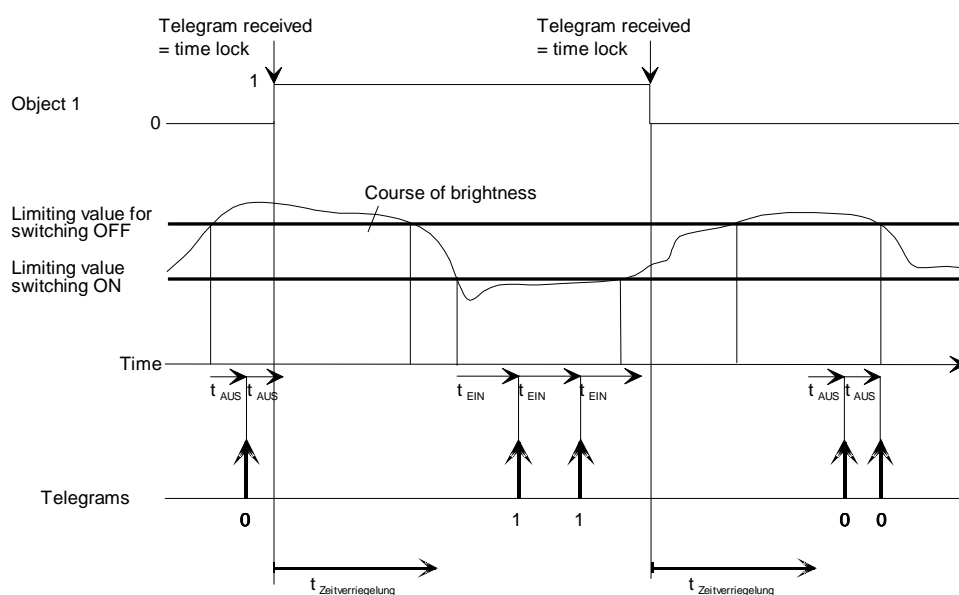 Telegram received
= time lock
Telegram received
= time lock
1
Object 1
0
Course of brightness
Limiting value for
switching OFF
Limiting value
switching ON
Time
t AUS t AUS t EIN t EIN t EIN t AUS t AUS
Telegrams
0 1 1 0 0
t Zeitverriegelung t Zeitverriegelung